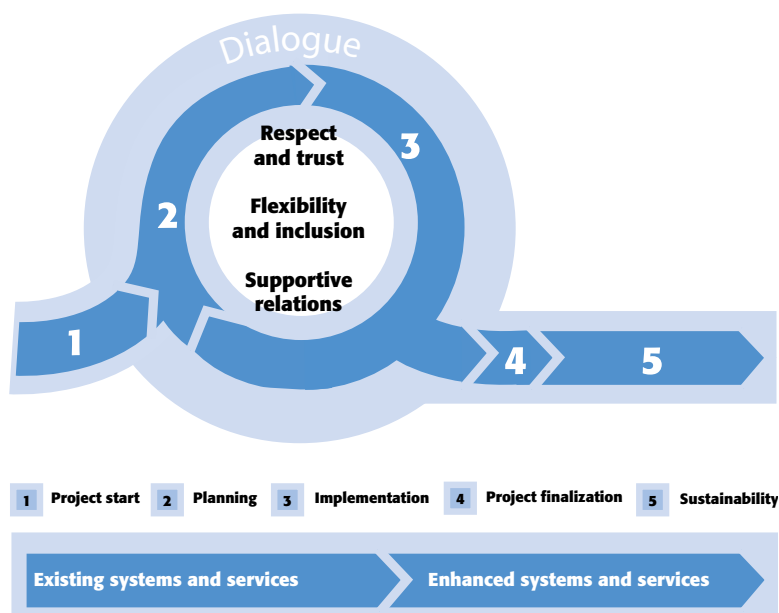 Dialogue
Respect
and trust
Flexibility
and inclusion
Supportive
relations
1
2
3
4
5
1 Project start 2 Planning 3 Implementation 4 Project finalization 5 Sustainability
Existing systems and services Enhanced systems and services